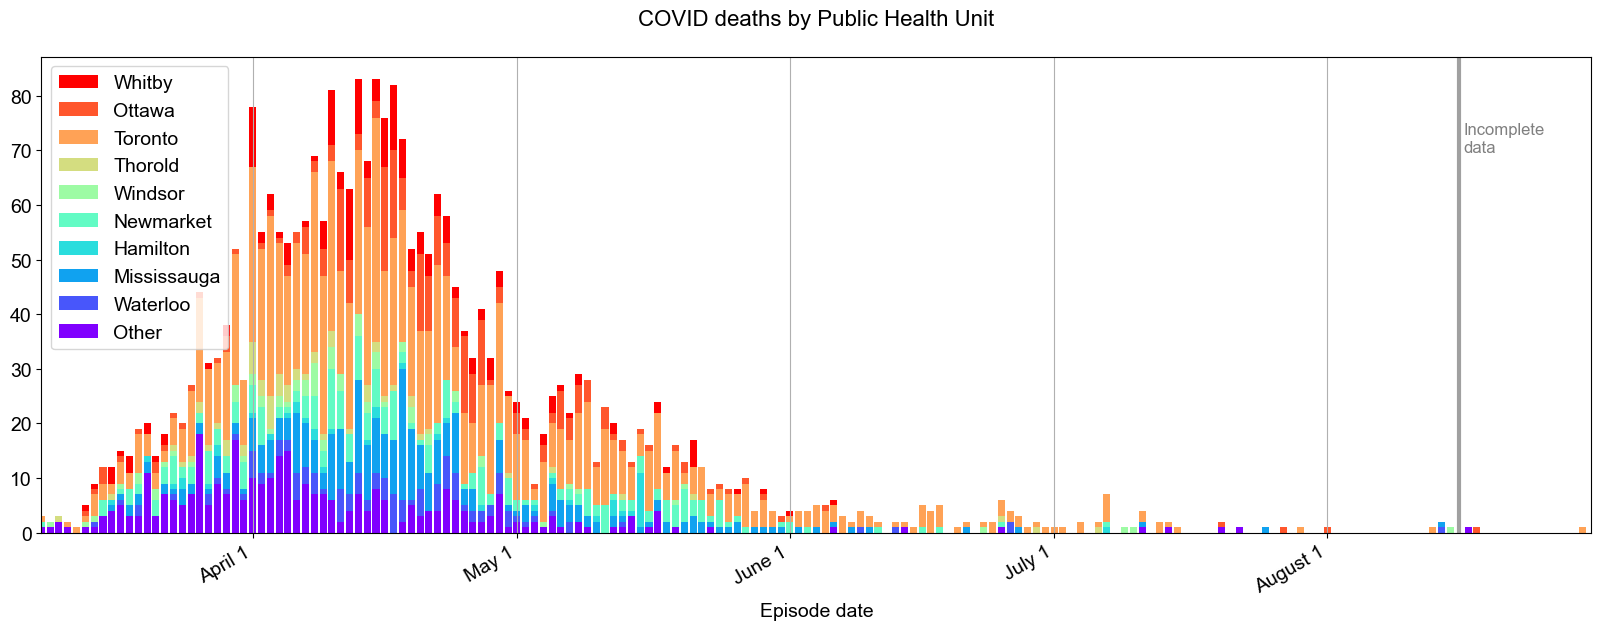 COVID deaths by Public Health Unit
Whitby
Ottawa
Toronto
Thorold
Windsor
Newmarket
Hamilton
Mississauga
Waterloo
Other
80
70
60
50
40
30
20
10
0
Incomplete
data
April 1
May 1
June 1
July 1
August 1
Episode date